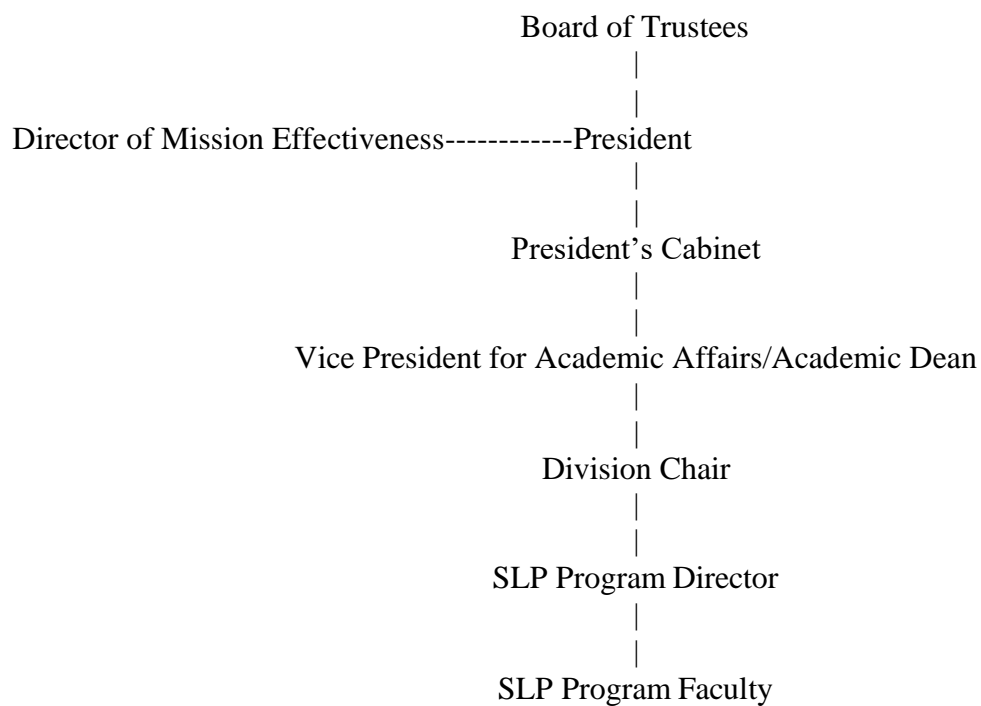 Board of Trustees
|
|
Director of Mission Effectiveness------------President
|
|
President’s Cabinet
|
|
Vice President for Academic Affairs/Academic Dean
|
|
Division Chair
|
|
SLP Program Director
|
|
SLP Program Faculty